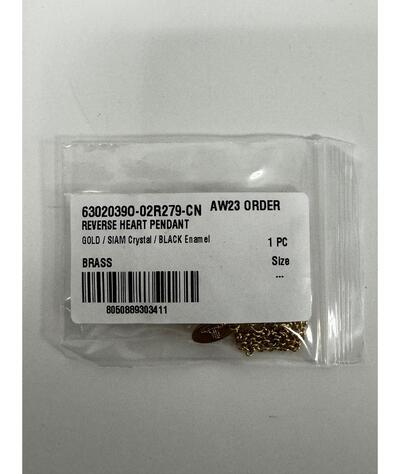 63020390-02R279-CN AW23 ORDER
REVERSE HEART PENDANT
GOLD / SIAM Crystal / BLACK Enamel 1 PC
BRASS Size
---
8050889303411